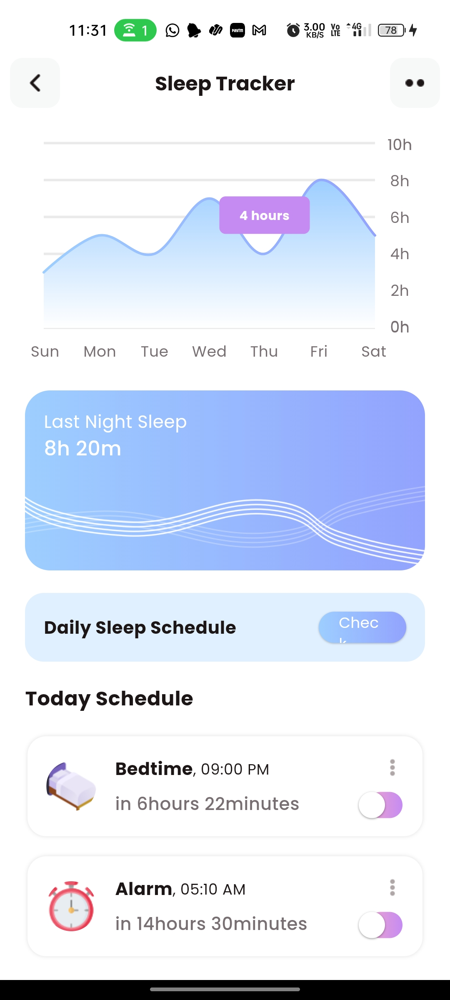 11:31 1 paytm 3.00 KB/S Vo LTE 4G 78
Sleep Tracker
10h
8h
4 hours
6h
4h
2h
0h
Sun Mon Tue Wed Thu Fri Sat
Last Night Sleep
8h 20m
Daily Sleep Schedule
Chec
k
Today Schedule
Bedtime, 09:00 PM
in 6hours 22minutes
Alarm, 05:10 AM
in 14hours 30minutes